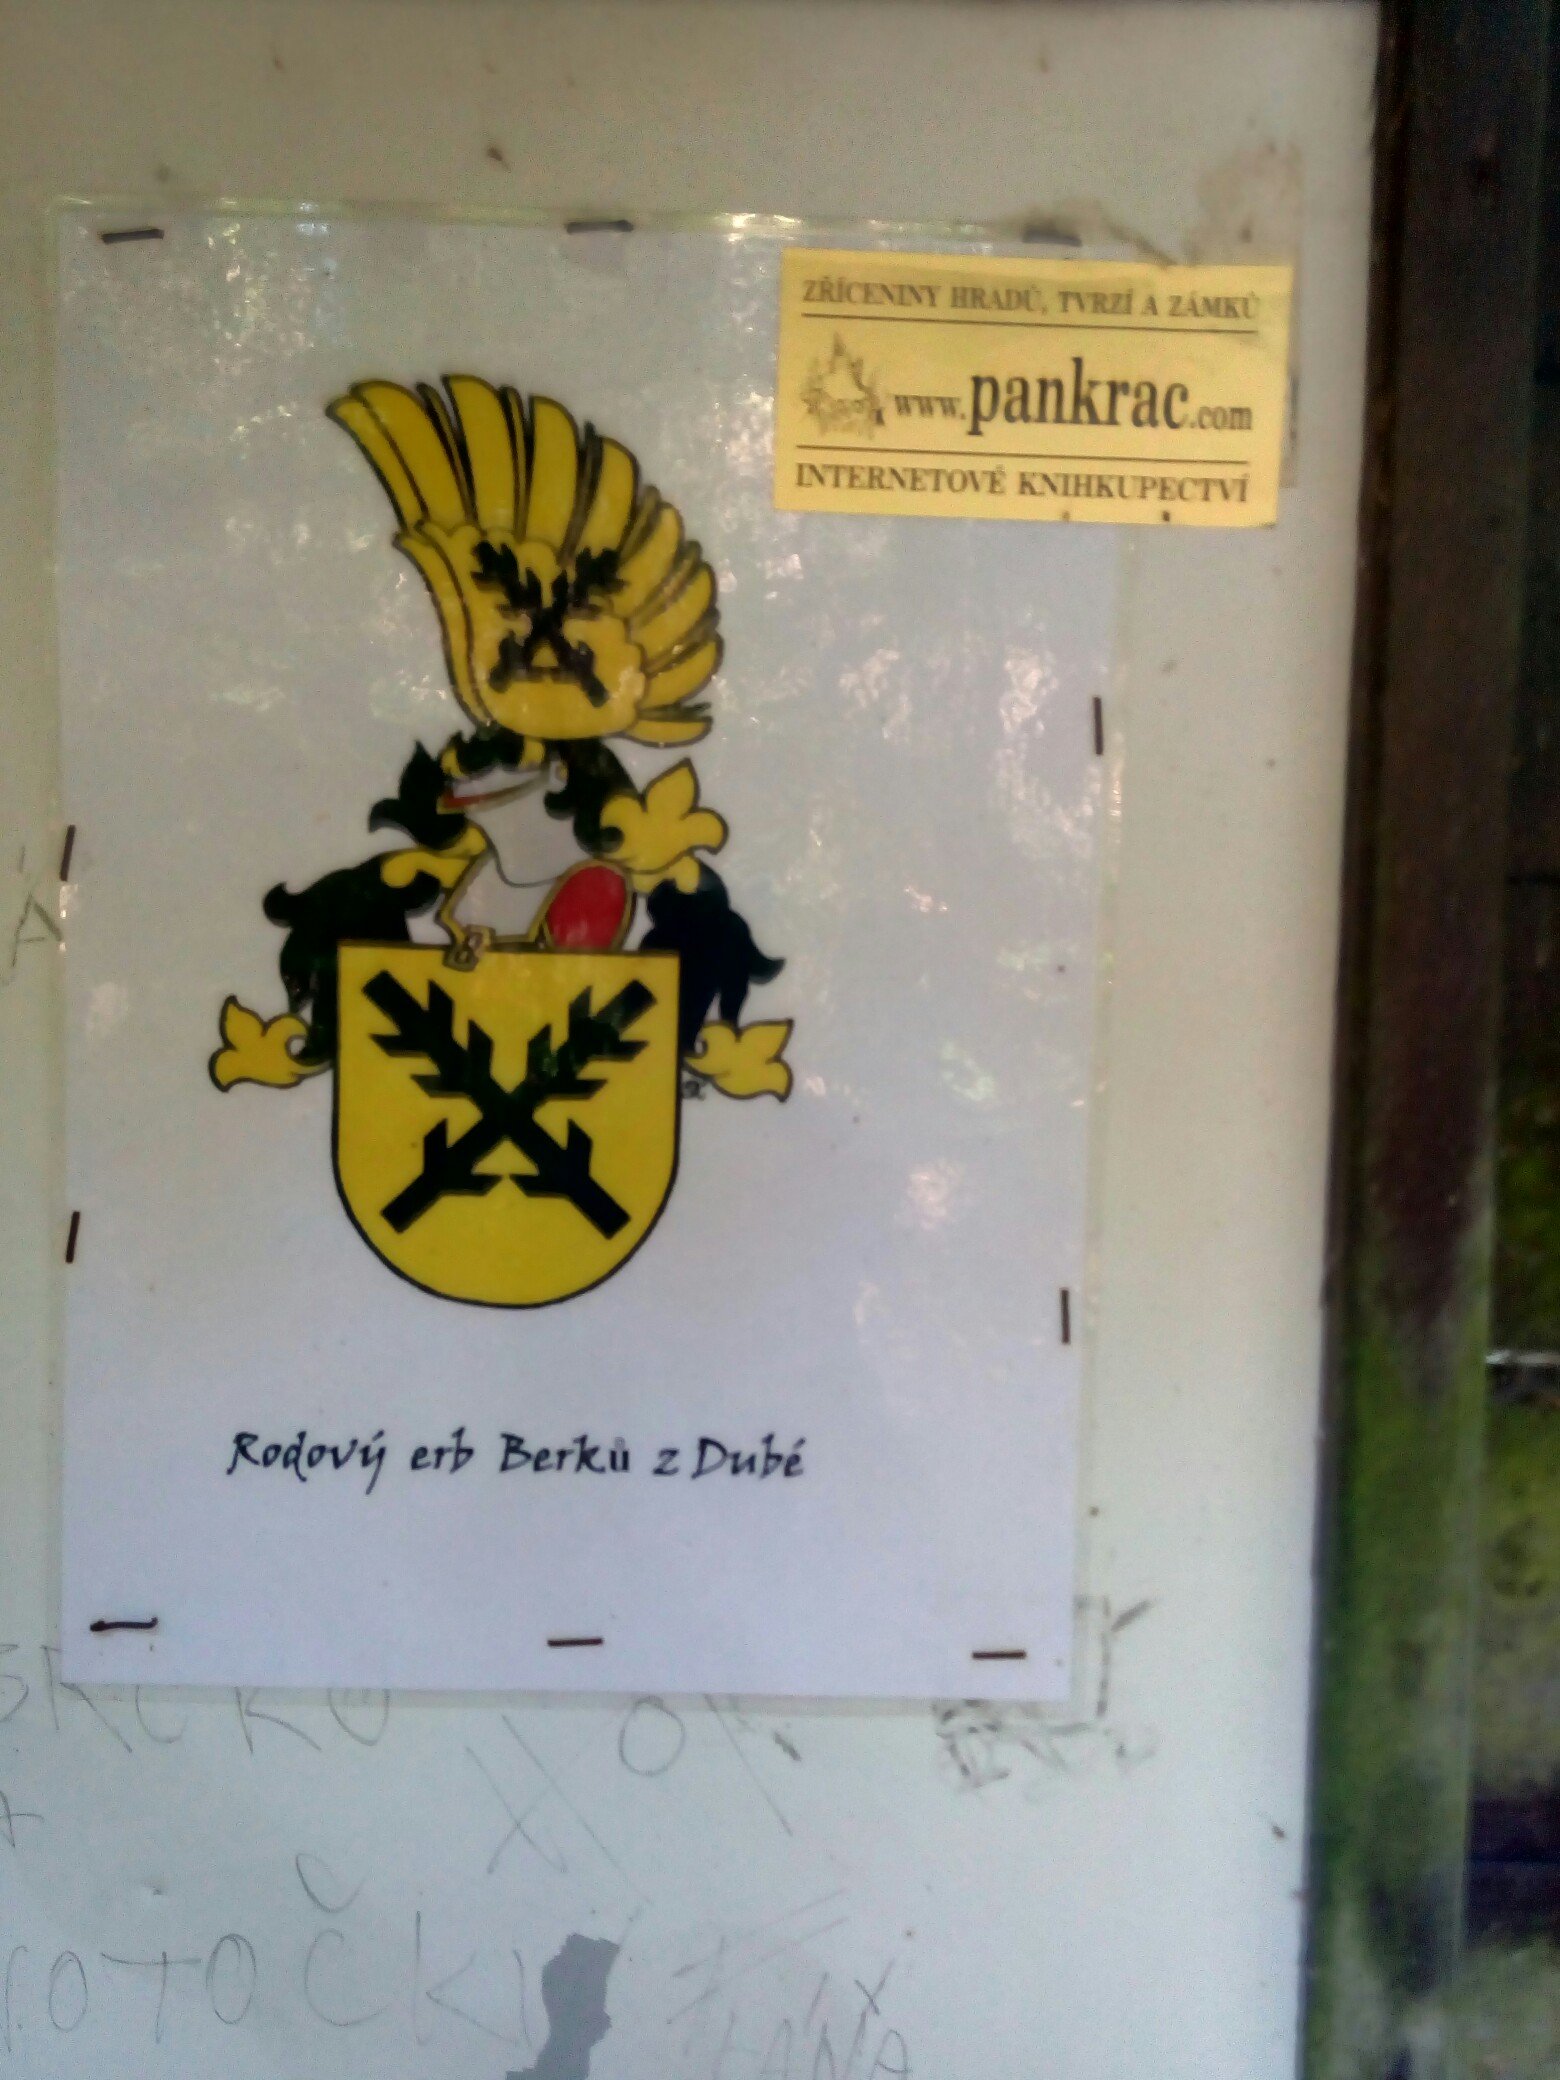 ZŘÍCENINY HRADŮ, TVRZÍ A ZÁMKŮ
www.pankrac.com
INTERNETOVÉ KNIHKUPECTVÍ
Rodový erb Berků z Dubé